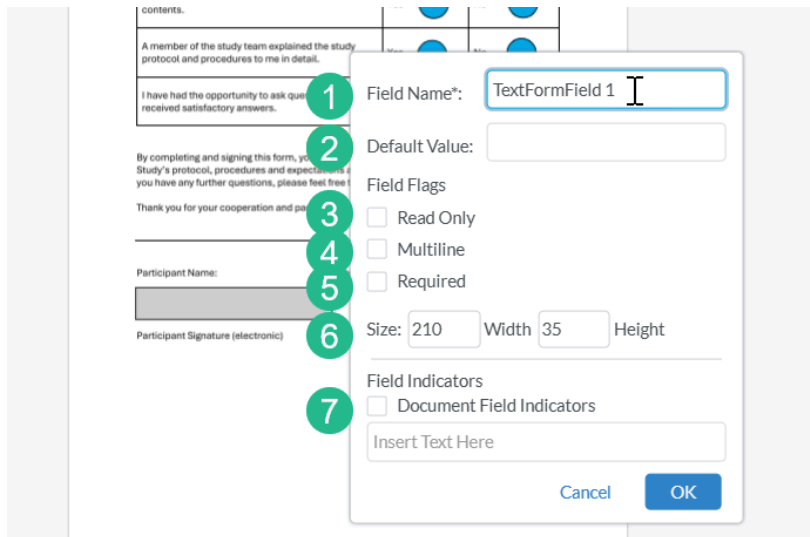 contents.
Yes No
A member of the study team explained the study
protocol and procedures to me in detail.
Yes No
I have had the opportunity to ask
received satisfactory answers.
1 Field Name*: TextFormField 1
2 Default Value:
By completing and signing this form,
Study's protocol, procedures and
you have any further questions, please feel free
Thank you for your cooperation and
Field Flags
3 Read Only
4 Multiline
5 Required
Participant Name:
6 Size: 210 Width 35 Height
Participant Signature (electronic)
Field Indicators
7 Document Field Indicators
Insert Text Here
Cancel OK